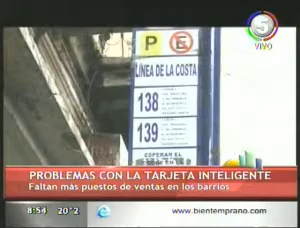 5
VIVO
P E
LÍNEA DE LA COSTA
138
139
ESPERAR EL
PROBLEMAS CON LA TARJETA INTELIGENTE
Faltan más puestos de ventas en los barrios
8:54 20°2 www.bientemprano.com